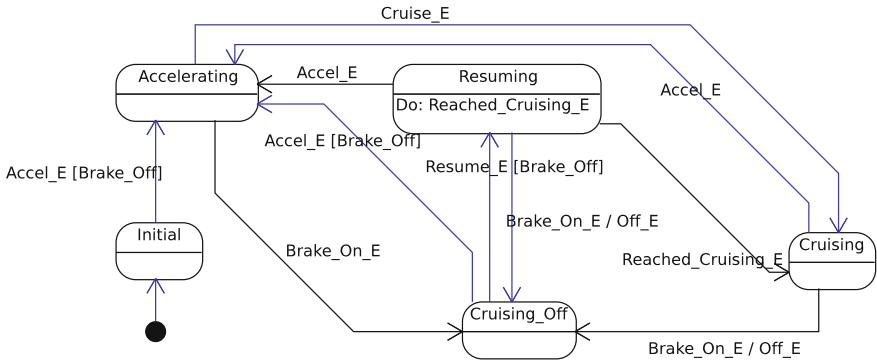 Cruise_E
Accelerating
Accel_E
Resuming
Do: Reached_Cruising_E
Accel_E
Accel_E [Brake_Off]
Accel_E [Brake_Off]
Resume_E [Brake_Off]
Initial
Brake_On_E / Off_E
Brake_On_E
Cruising
Reached_Cruising_E
Cruising_Off
Brake_On_E / Off_E